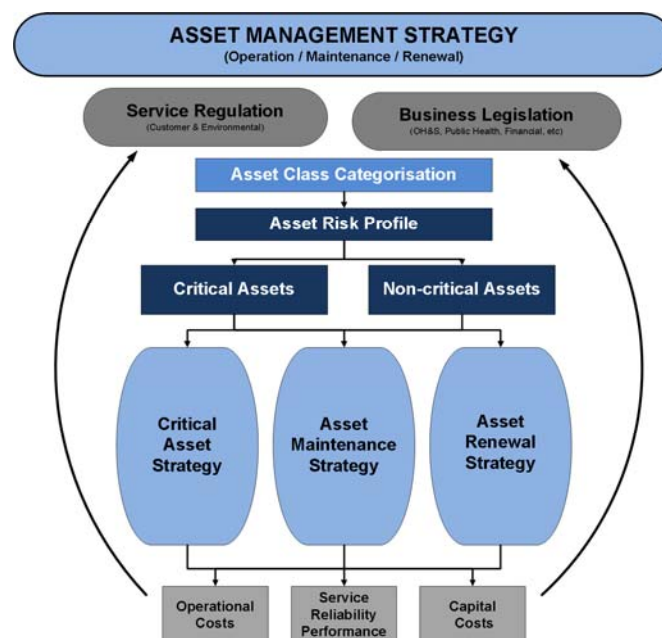 ASSET MANAGEMENT STRATEGY
(Operation / Maintenance / Renewal)
Service Regulation
(Customer & Environmental)
Business Legislation
(OH&S, Public Health, Financial, etc)
Asset Class Categorisation
Asset Risk Profile
Critical Assets
Non-critical Assets
Critical
Asset
Strategy
Asset
Maintenance
Strategy
Asset
Renewal
Strategy
Operational
Costs
Service
Reliability
Performance
Capital
Costs